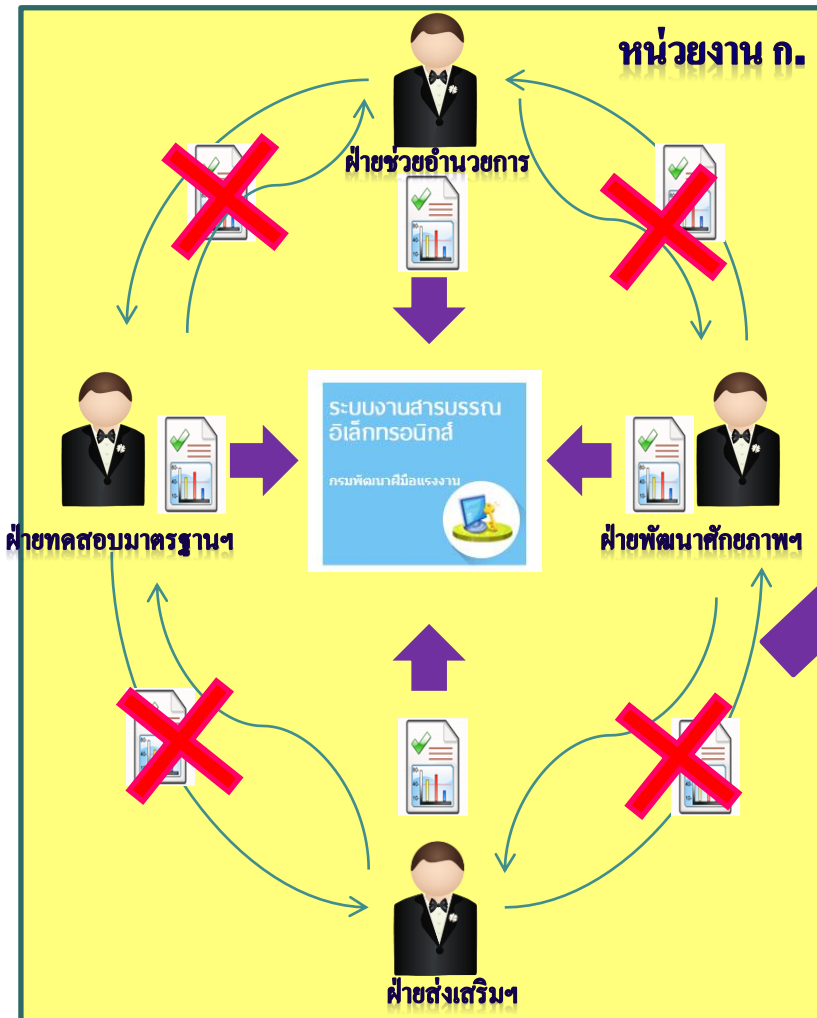 หน่วยงาน ก.
ฝ่ายช่วยอำนวยการ
ระบบงานสารบรรณ
อิเล็กทรอนิกส์
กรมพัฒนาฝีมือแรงงาน
ฝ่ายทดสอบมาตรฐานฯ
ฝ่ายพัฒนาศักยภาพฯ
ฝ่ายส่งเสริมฯ